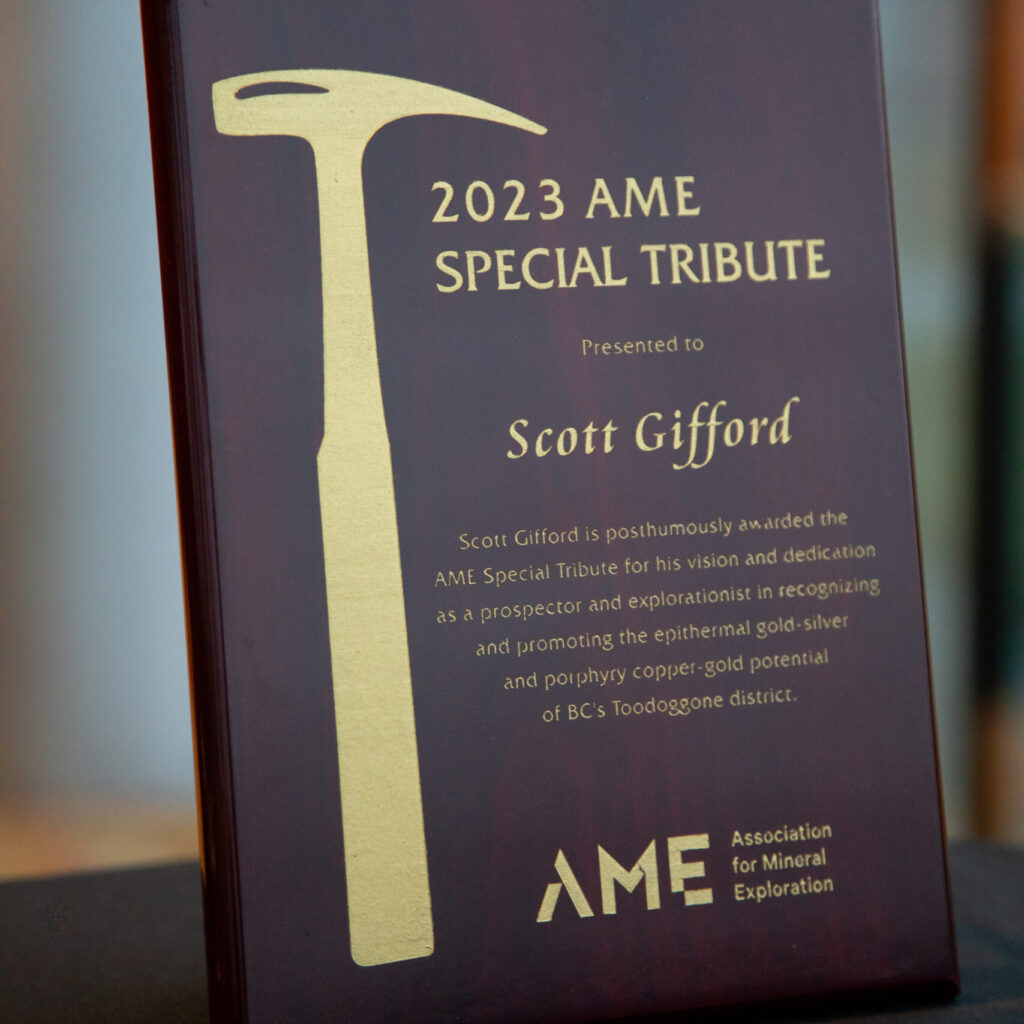 2023 AME
SPECIAL TRIBUTE
Presented to
Scott Gifford
Scott Gifford is posthumously awarded the
AME Special Tribute for his vision and dedication
as a prospector and explorationist in recognizing
and promoting the epithermal gold-silver
and porphyry copper-gold potential
of BC's Toodoggone district.
AME
Association
for Mineral
Exploration